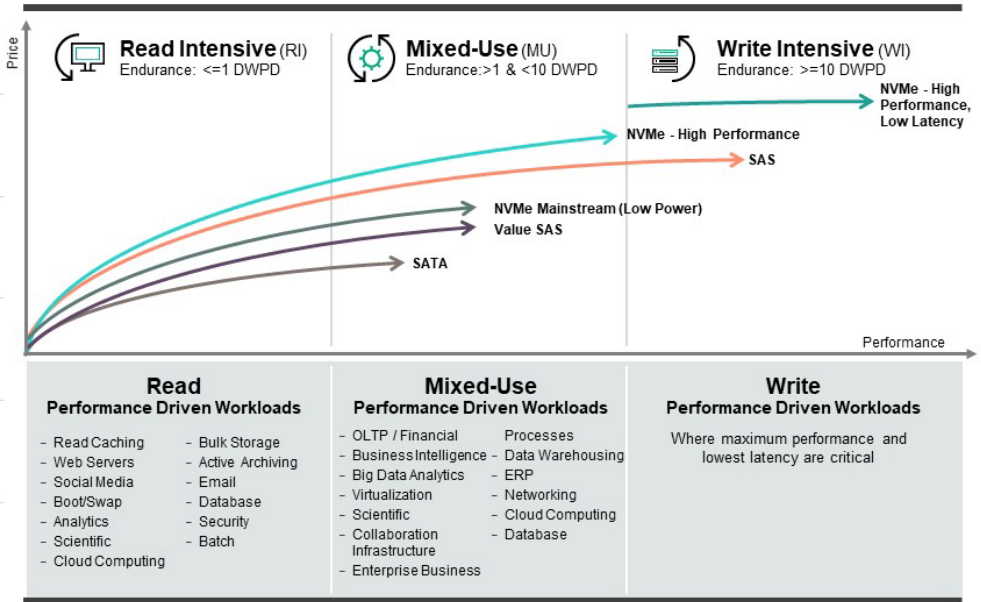 Price
Read Intensive (RI)
Endurance: <=1 DWPD
Mixed-Use (MU)
Endurance:>1 & <10 DWPD
Write Intensive (WI)
Endurance: >=10 DWPD
NVMe - High
Performance,
Low Latency
NVMe - High Performance
SAS
NVMe Mainstream (Low Power)
Value SAS
SATA
Performance
Read
Performance Driven Workloads
- Read Caching
- Web Servers
- Social Media
- Boot/Swap
- Analytics
- Scientific
- Cloud Computing
- Bulk Storage
- Active Archiving
- Email
- Database
- Security
- Batch
Mixed-Use
Performance Driven Workloads
- OLTP / Financial
- Business Intelligence
- Big Data Analytics
- Virtualization
- Scientific
- Collaboration
Infrastructure
- Enterprise Business
Processes
- Data Warehousing
- ERP
- Networking
- Cloud Computing
- Database
Write
Performance Driven Workloads
Where maximum performance and
lowest latency are critical